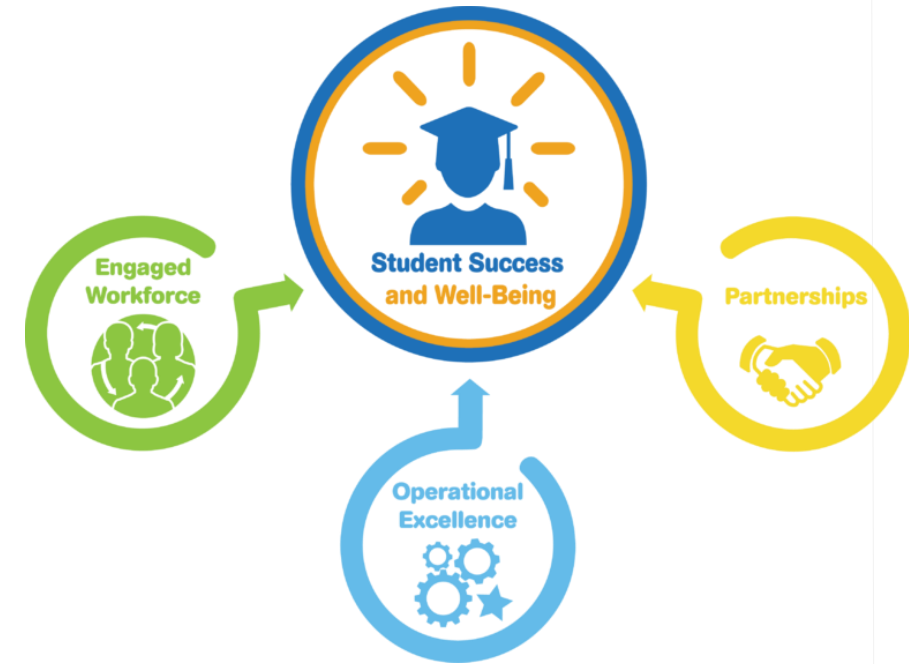 Student Success
and Well-Being
Engaged
Workforce
Partnerships
Operational
Excellence